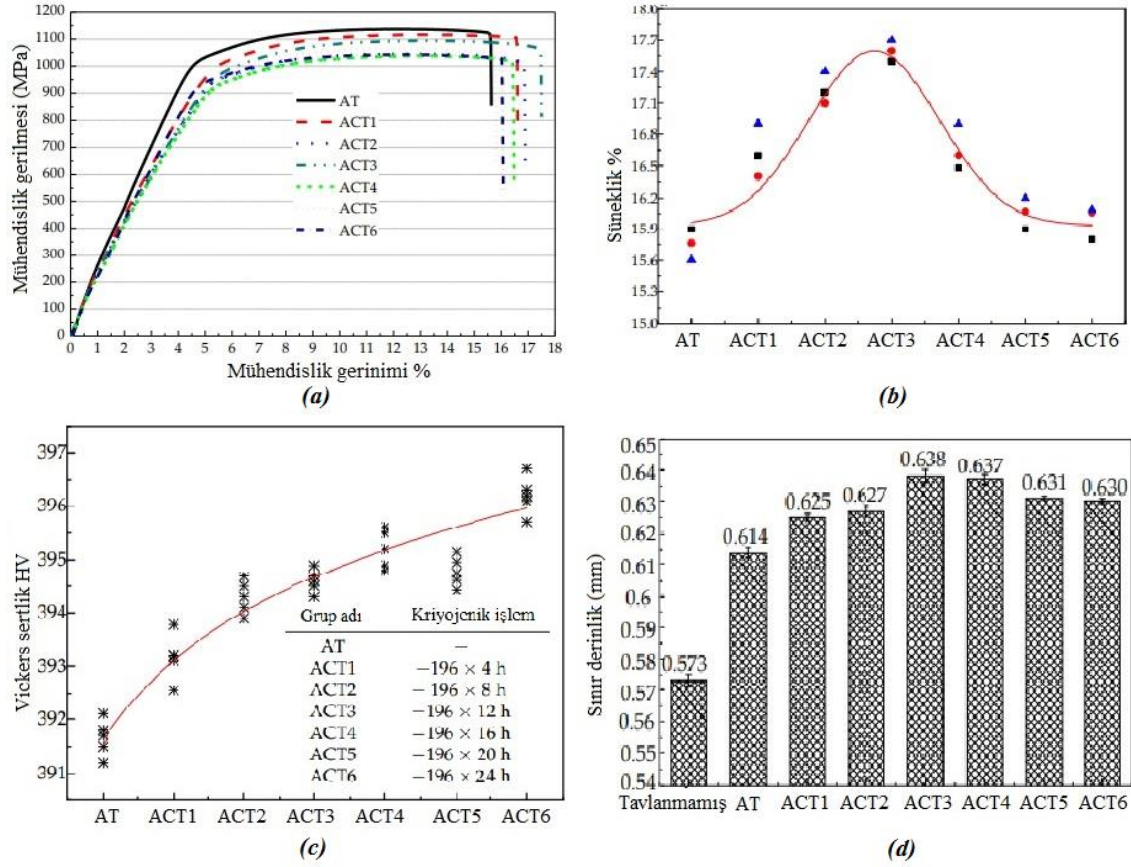 Mühendislik gerilmesi (MPa)
1200
1100
1000
900
800
700
600
500
400
300
200
100
0
AT
ACT1
ACT2
ACT3
ACT4
ACT5
ACT6
0 1 2 3 4 5 6 7 8 9 10 11 12 13 14 15 16 17 18
Mühendislik gerinimi %
(a)
Süneklik %
18.0
17.7
17.4
17.1
16.8
16.5
16.2
15.9
15.6
15.3
15.0
AT ACT1 ACT2 ACT3 ACT4 ACT5 ACT6
(b)
Vickers sertlik HV
397
396
395
394
393
392
391
Grup adı Kriyojenik işlem
AT —
ACT1 −196 × 4 h
ACT2 −196 × 8 h
ACT3 −196 × 12 h
ACT4 −196 × 16 h
ACT5 −196 × 20 h
ACT6 −196 × 24 h
AT ACT1 ACT2 ACT3 ACT4 ACT5 ACT6
(c)
Sınır derinlik (mm)
0.65
0.64
0.63
0.62
0.61
0.6
0.59
0.58
0.57
0.56
0.55
0.54
0.573 0.614 0.625 0.627 0.638 0.637 0.631 0.630
Tavlanmamış AT ACT1 ACT2 ACT3 ACT4 ACT5 ACT6
(d)